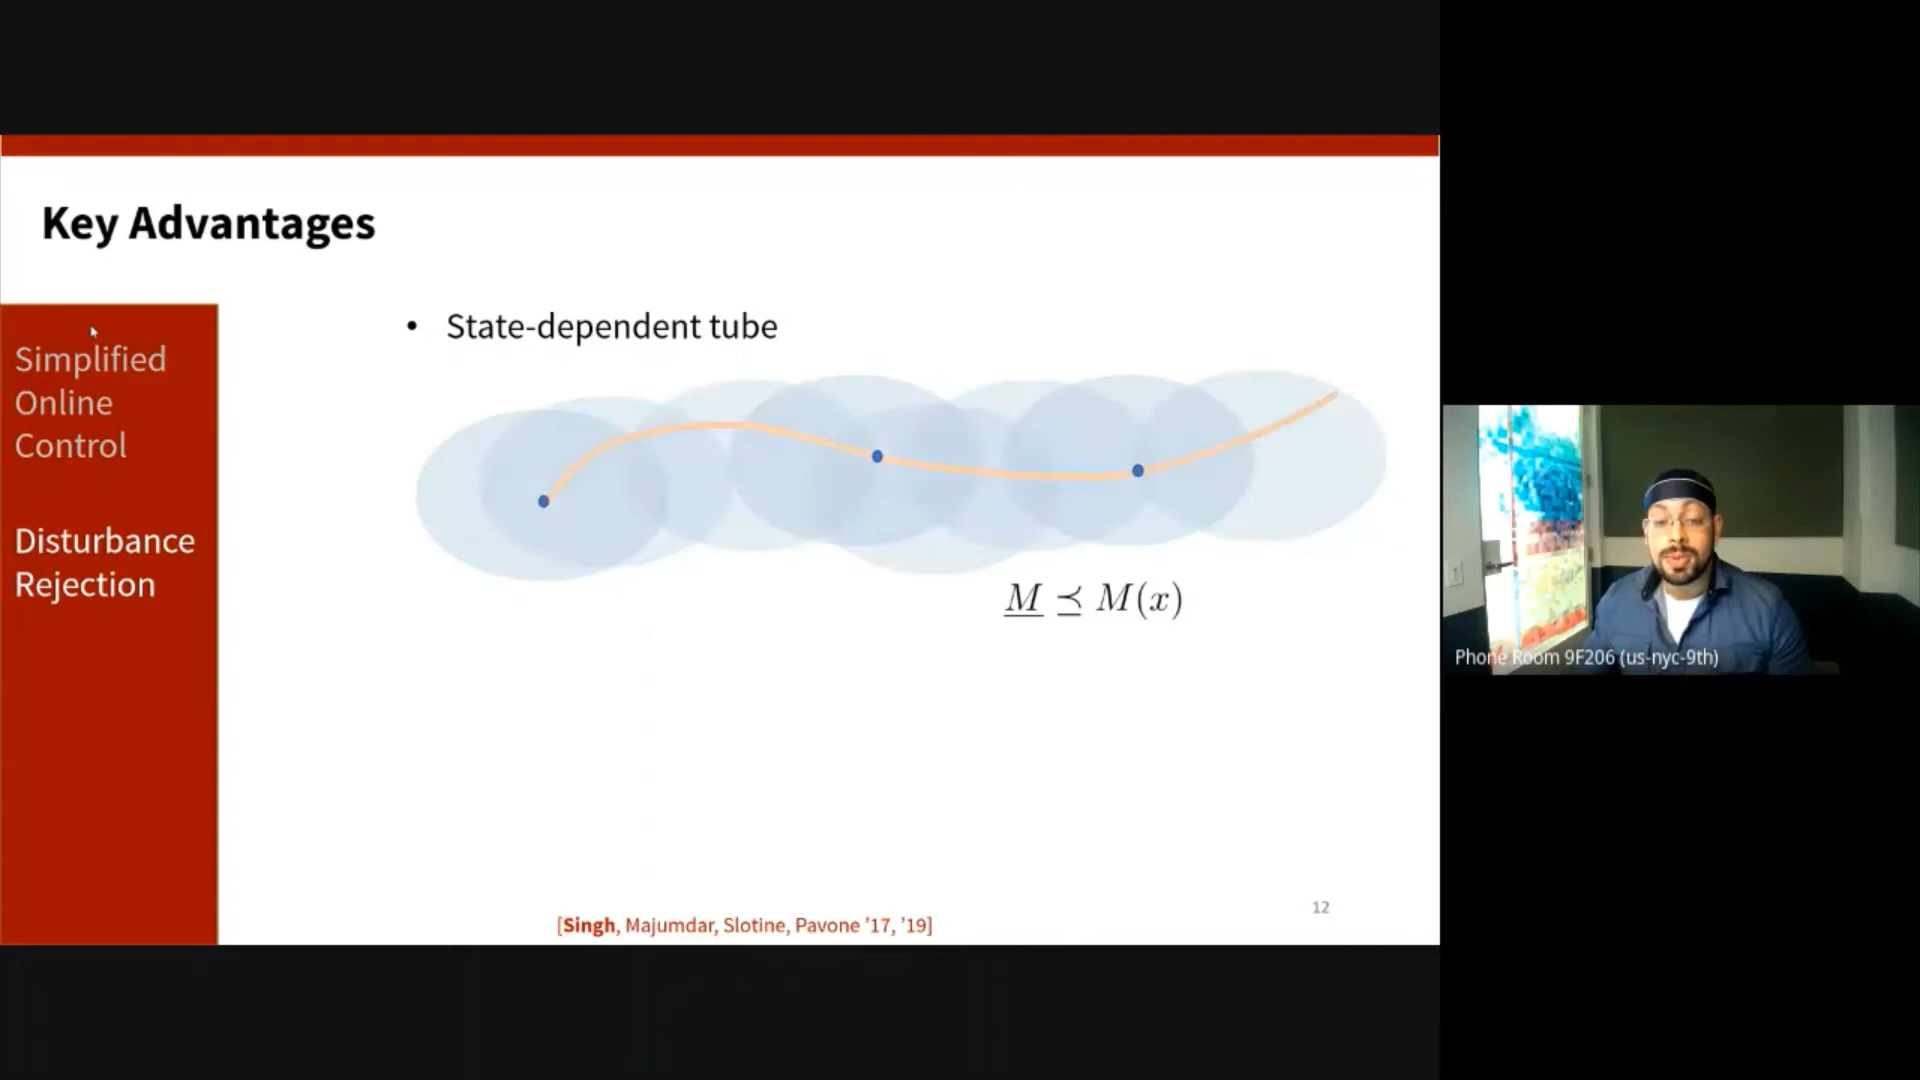 Key Advantages
Simplified
Online
Control
Disturbance
Rejection
• State-dependent tube
M ⪯ M(x)
[Singh, Majumdar, Slotine, Pavone ’17, ’19]
12
Phone Room 9F206 (us-nyc-9th)